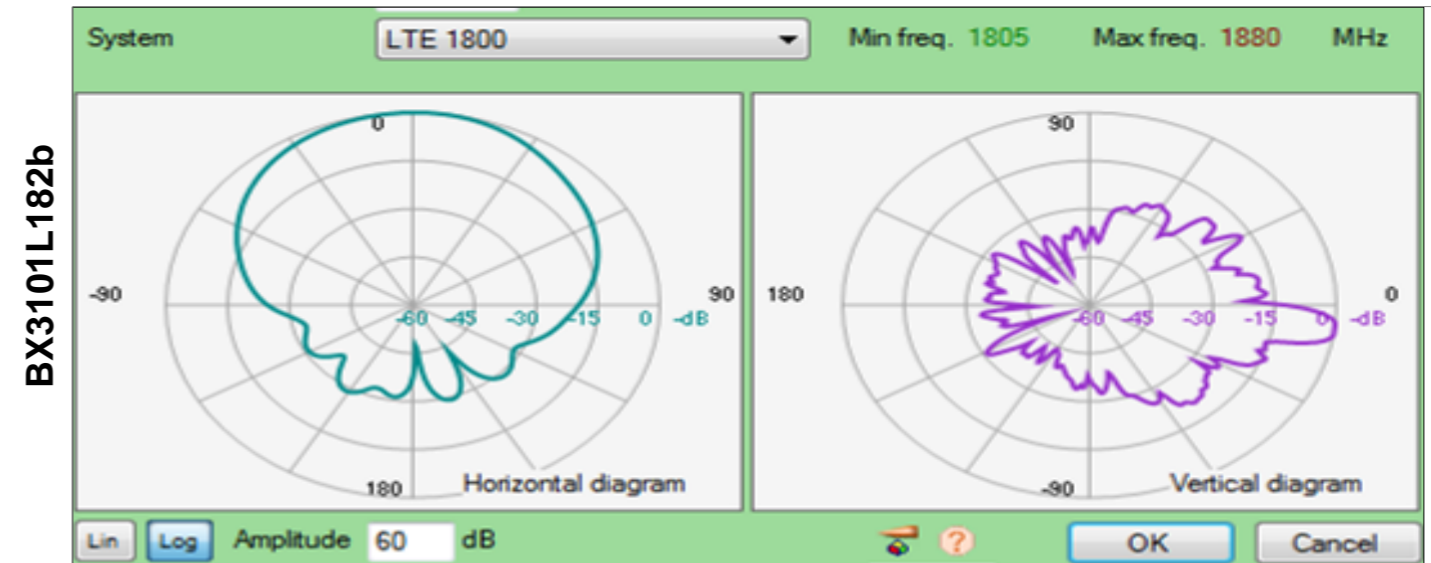 BX3101L182b
System LTE 1800 Min freq. 1805 Max freq. 1880 MHz
0
-90 90
-60 -45 -30 -15 0 -dB
180 Horizontal diagram
90
180 0
-60 -45 -30 -15 0 -dB
-90 Vertical diagram
Lin Log Amplitude 60 dB ? OK Cancel